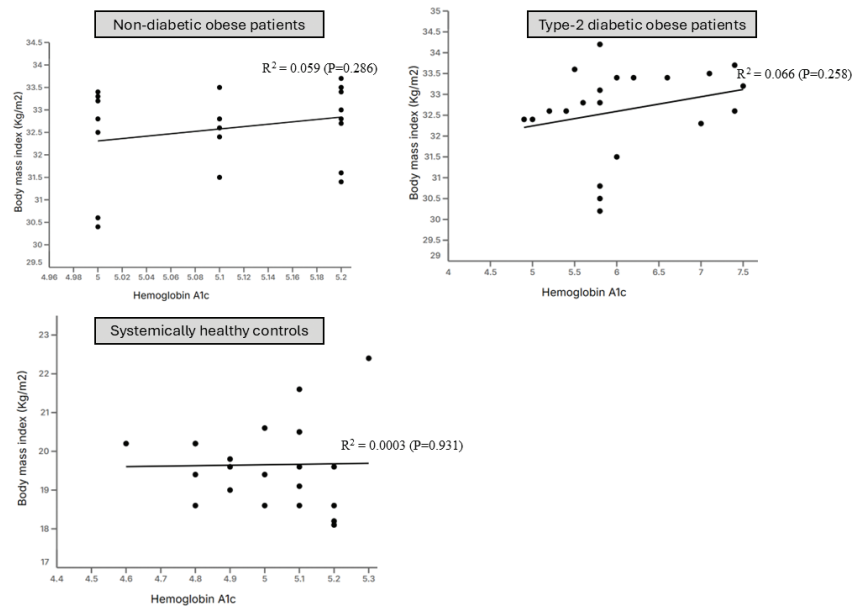 Non-diabetic obese patients
34.5
34
33.5
33
32.5
32
31.5
31
30.5
30
29.5
Body mass index (Kg/m2)
R² = 0.059 (P=0.286)
4.96 4.98 5 5.02 5.04 5.06 5.08 5.1 5.12 5.14 5.16 5.18 5.2
Hemoglobin A1c
Type-2 diabetic obese patients
35
34.5
34
33.5
33
32.5
32
31.5
31
30.5
30
29.5
29
Body mass index (Kg/m2)
R² = 0.066 (P=0.258)
4 4.5 5 5.5 6 6.5 7 7.5
Hemoglobin A1c
Systemically healthy controls
23
22
21
20
19
18
17
Body mass index (Kg/m2)
R² = 0.0003 (P=0.931)
4.4 4.5 4.6 4.7 4.8 4.9 5 5.1 5.2 5.3
Hemoglobin A1c